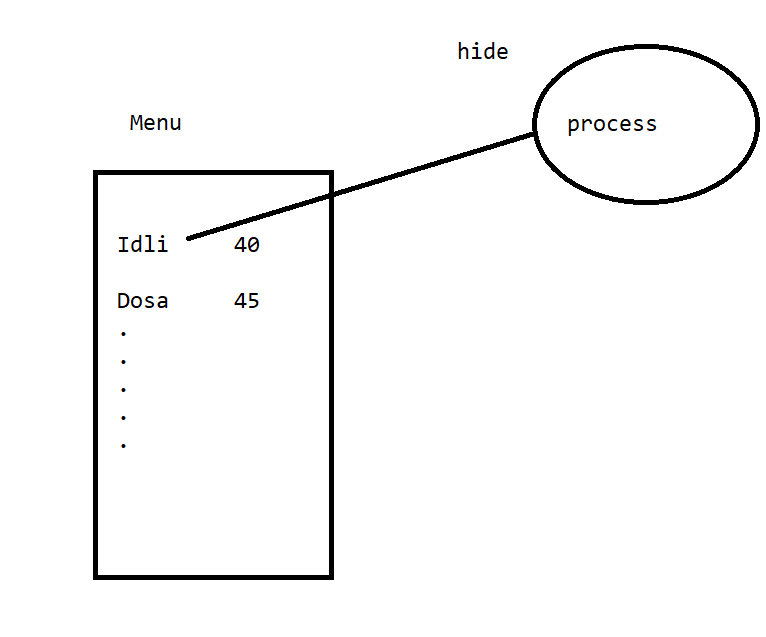 hide
process
Menu
Idli 40
Dosa 45
.
.
.
.
.